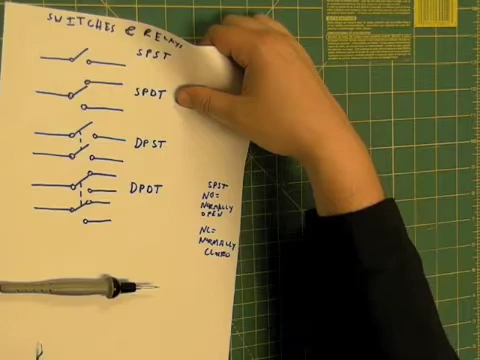 SWITCHES & RELAYS
SPST
SPDT
DPST
DPDT
SPST
NO=
NORMALLY
OPEN
NC=
NORMALLY
CLOSED